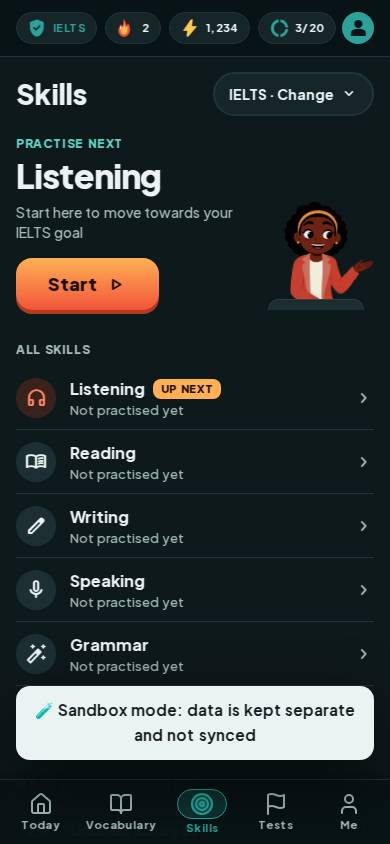 IELTS 2 1,234 3/20
Skills
IELTS · Change
PRACTISE NEXT
Listening
Start here to move towards your
IELTS goal
Start
ALL SKILLS
Listening UP NEXT
Not practised yet
Reading
Not practised yet
Writing
Not practised yet
Speaking
Not practised yet
Grammar
Not practised yet
🧪 Sandbox mode: data is kept separate
and not synced
Today Vocabulary Skills Tests Me